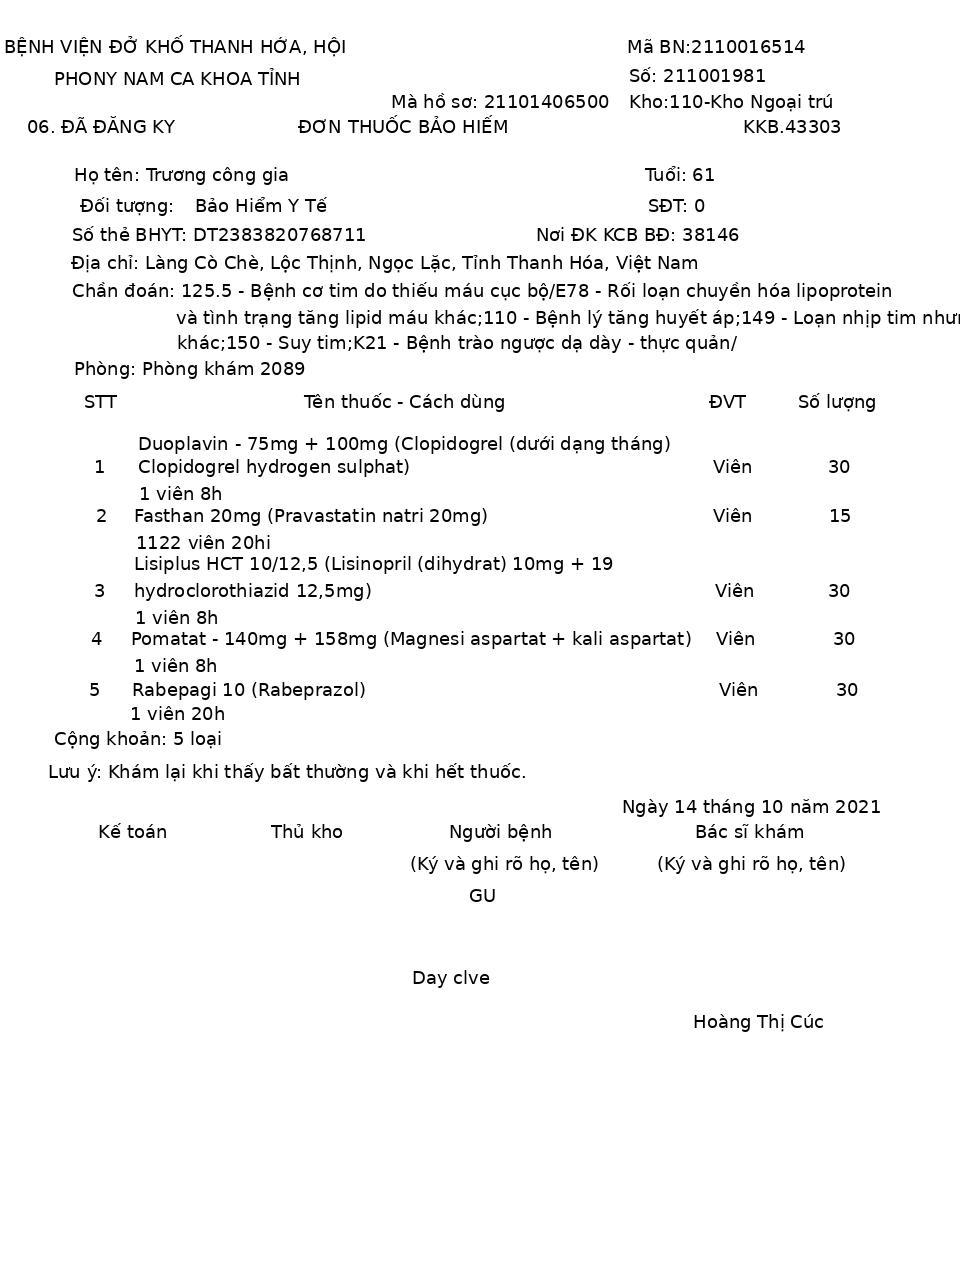 BỆNH VIỆN ĐỞ KHỐ THANH HỚA, HỘI
Mã BN:2110016514
PHONY NAM CA KHOA TỈNH
Số: 211001981
Mà hồ sơ: 21101406500
Kho:110-Kho Ngoại trú
06. ĐÃ ĐĂNG KY
ĐƠN THUỐC BẢO HIẾM
KKB.43303
Họ tên: Trương công gia
Tuổi: 61
Đối tượng: Bảo Hiểm Y Tế
SĐT: 0
Số thẻ BHYT: DT2383820768711
Nơi ĐK KCB BĐ: 38146
Địa chỉ: Làng Cò Chè, Lộc Thịnh, Ngọc Lặc, Tỉnh Thanh Hóa, Việt Nam
Chần đoán: 125.5 - Bệnh cơ tim do thiếu máu cục bộ/E78 - Rối loạn chuyền hóa lipoprotein
và tình trạng tăng lipid máu khác;110 - Bệnh lý tăng huyết áp;149 - Loạn nhịp tim như
khác;150 - Suy tim;K21 - Bệnh trào ngược dạ dày - thực quản/
Phòng: Phòng khám 2089
STT
Tên thuốc - Cách dùng
ĐVT
Số lượng
Duoplavin - 75mg + 100mg (Clopidogrel (dưới dạng tháng)
1
Clopidogrel hydrogen sulphat)
Viên
30
1 viên 8h
2
Fasthan 20mg (Pravastatin natri 20mg)
Viên
15
1122 viên 20hi
Lisiplus HCT 10/12,5 (Lisinopril (dihydrat) 10mg + 19
3
hydroclorothiazid 12,5mg)
Viên
30
1 viên 8h
4
Pomatat - 140mg + 158mg (Magnesi aspartat + kali aspartat)
Viên
30
1 viên 8h
5
Rabepagi 10 (Rabeprazol)
Viên
30
1 viên 20h
Cộng khoản: 5 loại
Lưu ý: Khám lại khi thấy bất thường và khi hết thuốc.
Ngày 14 tháng 10 năm 2021
Kế toán
Thủ kho
Người bệnh
Bác sĩ khám
(Ký và ghi rõ họ, tên)
(Ký và ghi rõ họ, tên)
GU
Day clve
Hoàng Thị Cúc